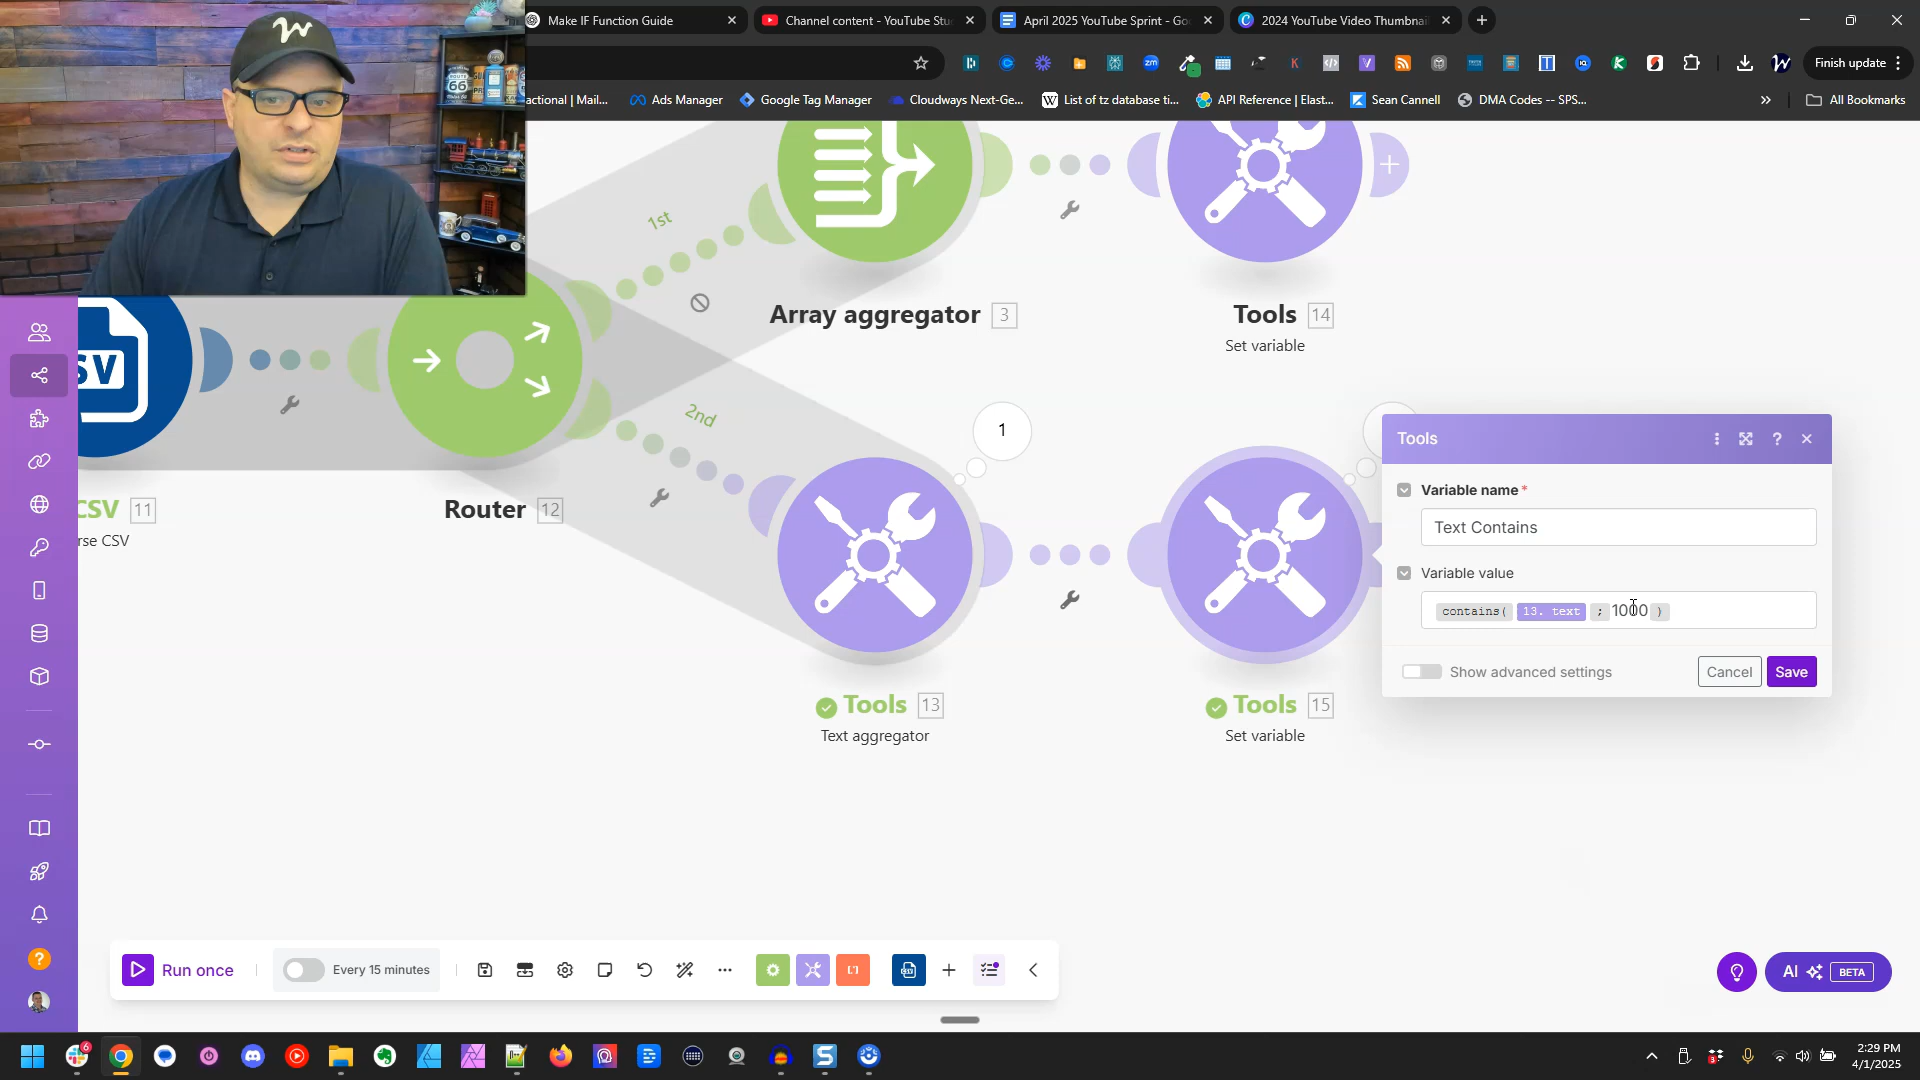 Make IF Function Guide
Channel content - YouTube Stu
April 2025 YouTube Sprint - Go
2024 YouTube Video Thumbnai
Finish update
actional | Mail...
Ads Manager
Google Tag Manager
Cloudways Next-Ge...
List of tz database ti...
API Reference | Elast...
Sean Cannell
DMA Codes -- SPS...
All Bookmarks
1st
Array aggregator 3
Tools 14
Set variable
2nd
CSV 11
rse CSV
Router 12
1
Tools
Variable name*
Text Contains
Variable value
contains( 13. text ; 1000 )
Show advanced settings
Cancel
Save
Tools 13
Text aggregator
Tools 15
Set variable
Run once
Every 15 minutes
AI BETA
2:29 PM
4/1/2025